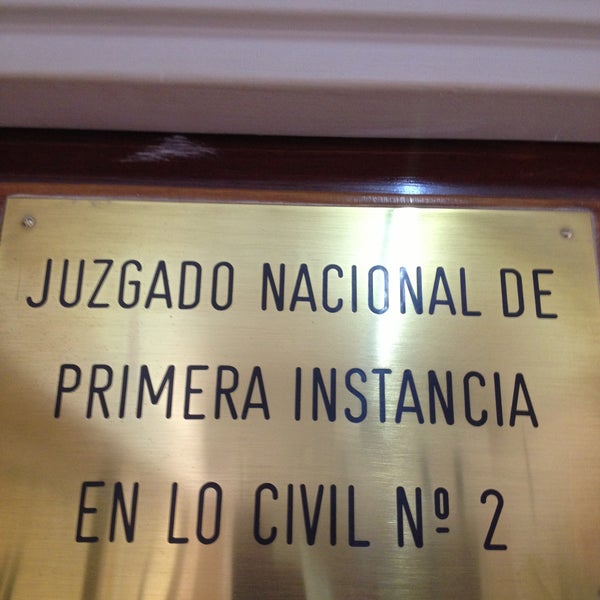 JUZGADO NACIONAL DE
PRIMERA INSTANCIA
EN LO CIVIL Nº 2